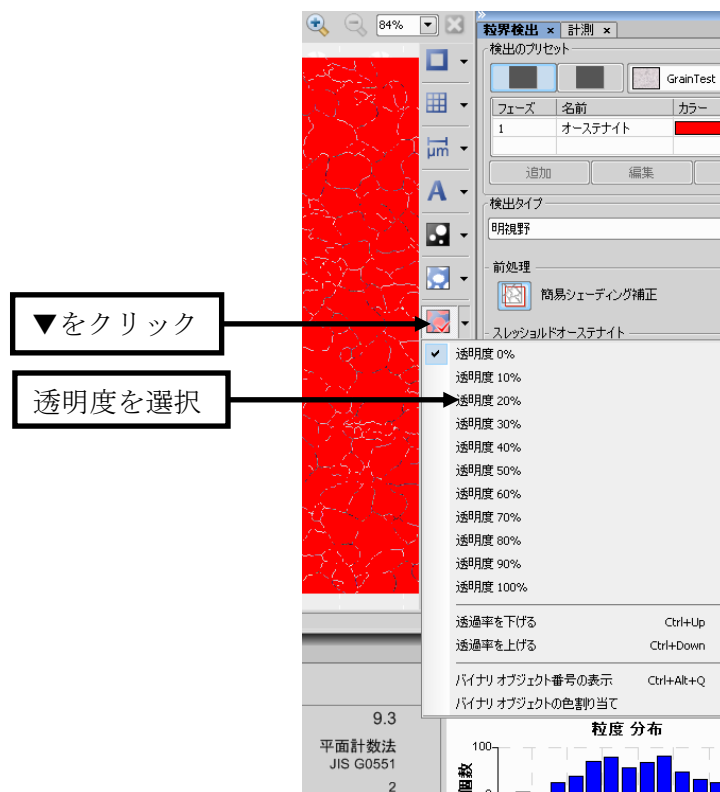 84%
粒界検出 × 計測 ×
検出のプリセット
GrainTest
フェーズ 名前 カラー
1 オーステナイト
追加 編集
検出タイプ
明視野
前処理
簡易シェーディング補正
スレッショルドオーステナイト
μm
A
▼をクリック
透明度を選択
透明度 0%
透明度 10%
透明度 20%
透明度 30%
透明度 40%
透明度 50%
透明度 60%
透明度 70%
透明度 80%
透明度 90%
透明度 100%
透過率を下げる Ctrl+Up
透過率を上げる Ctrl+Down
バイナリ オブジェクト番号の表示 Ctrl+Alt+Q
バイナリ オブジェクトの色割り当て
9.3
平面計数法
JIS G0551
2
粒度 分布
100
個数